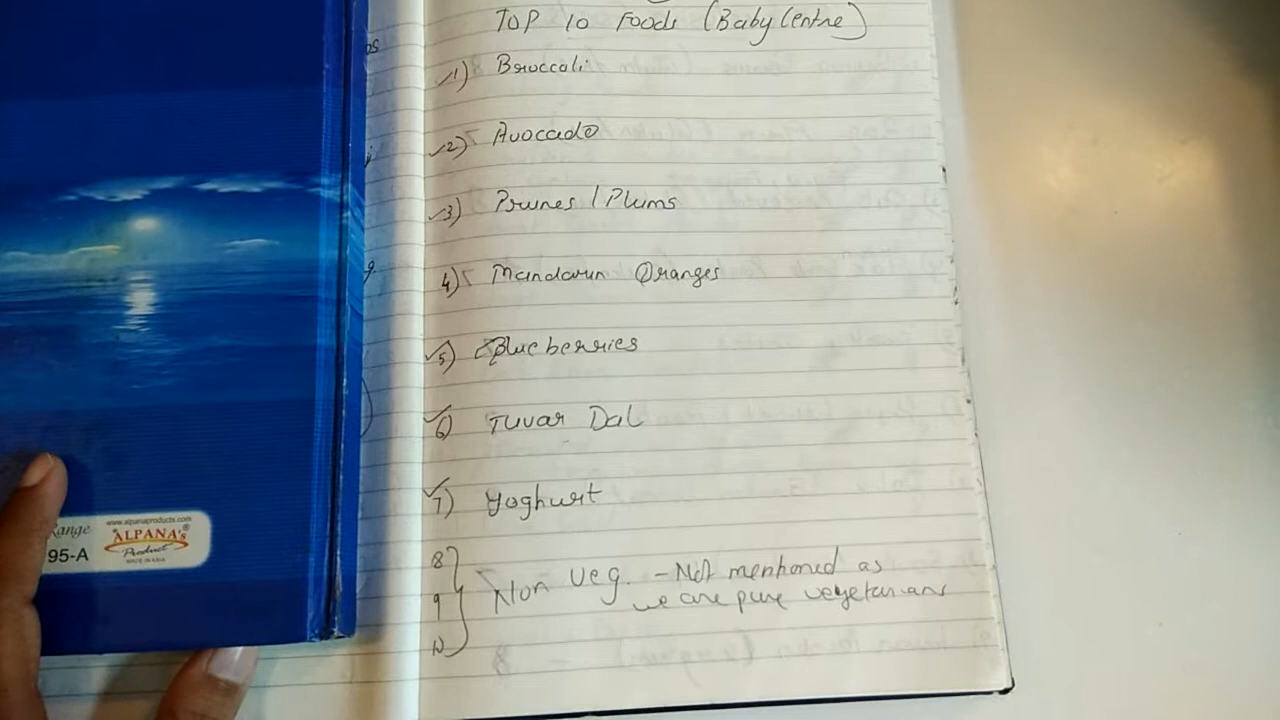 Top 10 Foods (Baby Centre)
1) Broccoli
2) Avocado
3) Prunes / Plums
4) Mandarin Oranges
5) Blueberries
6) Tuvar Dal
7) Yoghurt
8
9
10
Non Veg. - Not mentioned as
we are pure vegetarians
Range
95-A
www.alpanaproducts.com
ALPANA's®
Product
MADE IN INDIA